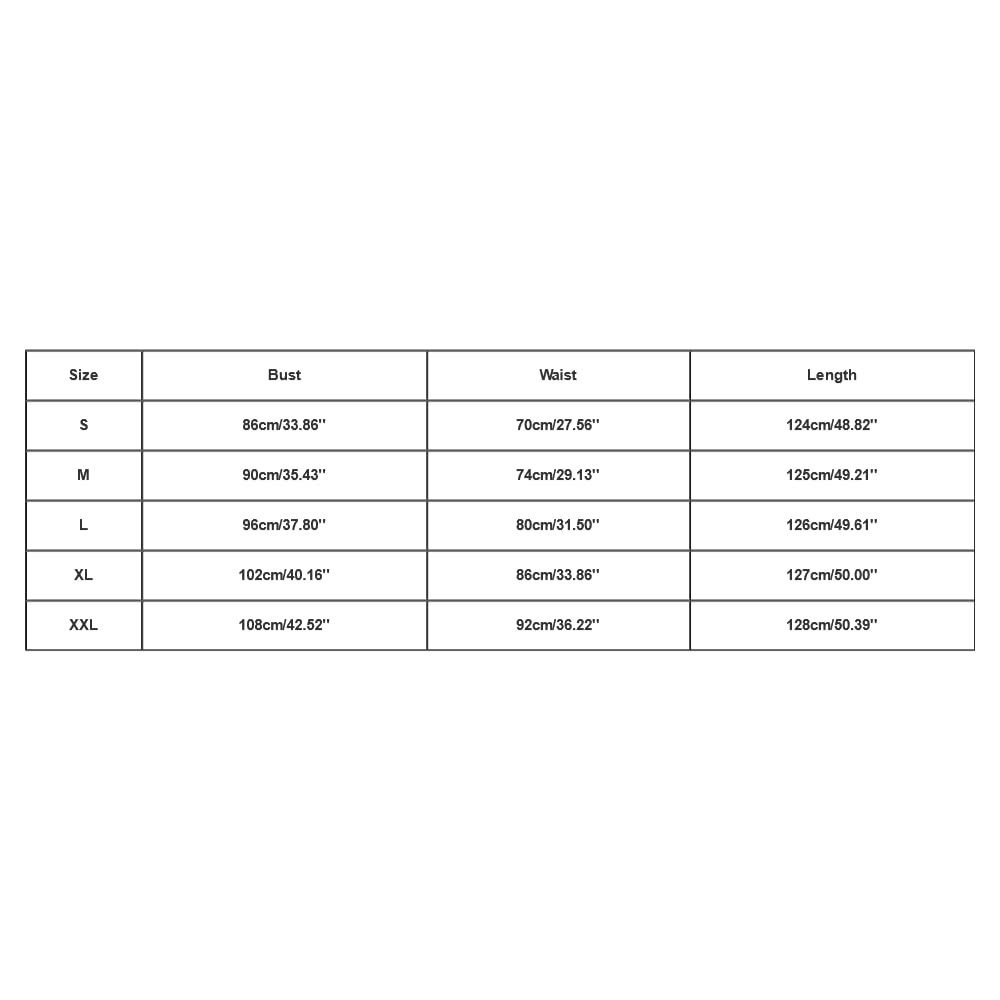 Size Bust Waist Length
S 86cm/33.86'' 70cm/27.56'' 124cm/48.82''
M 90cm/35.43'' 74cm/29.13'' 125cm/49.21''
L 96cm/37.80'' 80cm/31.50'' 126cm/49.61''
XL 102cm/40.16'' 86cm/33.86'' 127cm/50.00''
XXL 108cm/42.52'' 92cm/36.22'' 128cm/50.39''